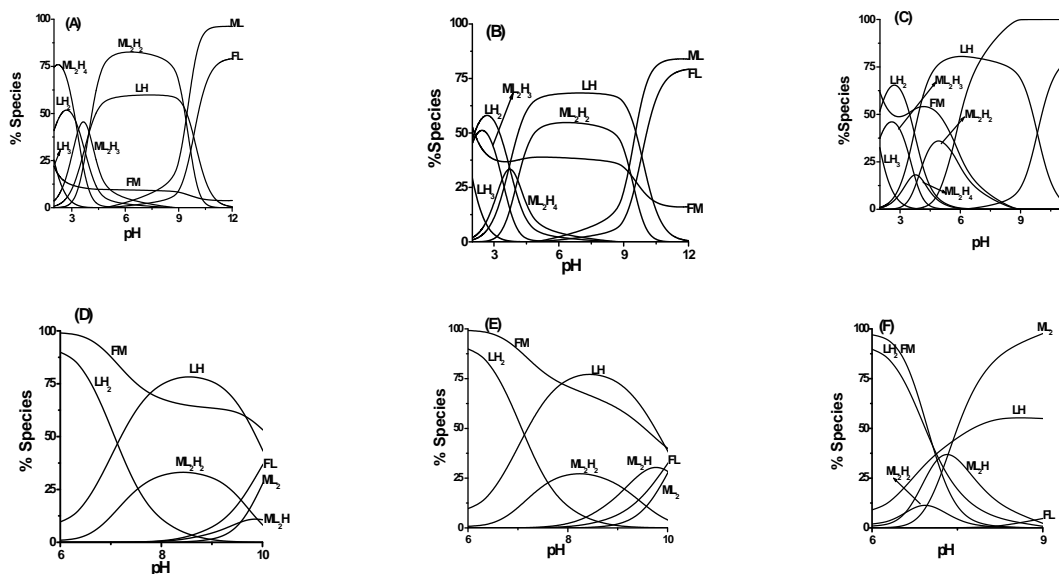 (A)
ML
FL
ML₂H₂
ML₂H₄
LH
LH₂
LH₃
ML₂H₃
FM
% Species
100
75
50
25
0
3 6 9 12
pH
(B)
ML
FL
ML₂H₃
LH₂
LH
ML₂H₂
LH₃
ML₂H₄
FM
%Species
100
75
50
25
0
3 6 9 12
pH
(C)
LH
LH₂
ML₂H₃
FM
ML₂H₂
LH₃
ML₂H₄
%Species
100
75
50
25
0
3 6 9
pH
(D)
FM
LH₂
LH
ML₂H₂
FL
ML₂
ML₂H
% Species
100
75
50
25
0
6 8 10
pH
(E)
FM
LH₂
LH
ML₂H₂
ML₂H
FL
ML₂
% Species
100
75
50
25
0
6 8 10
pH
(F)
ML₂
LH₂FM
LH
ML₂H₂
ML₂H
FL
% Species
100
75
50
25
0
6 7 8 9
pH